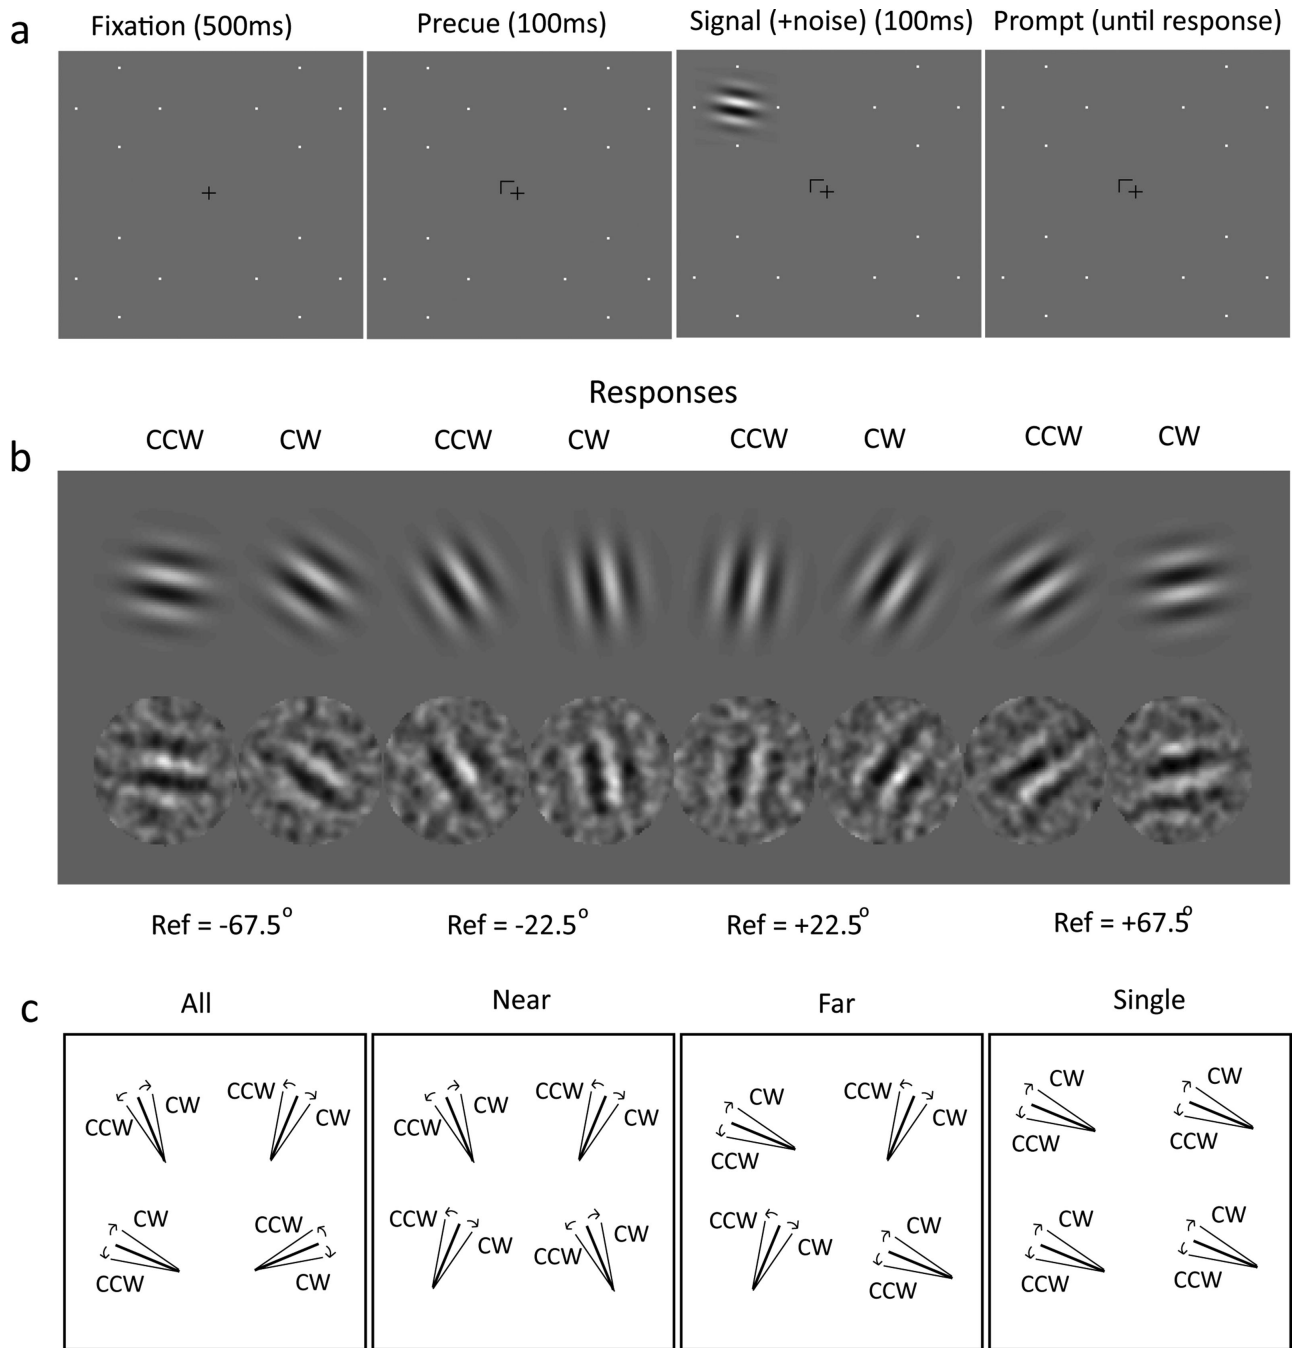 a
Fixation (500ms) Precue (100ms) Signal (+noise) (100ms) Prompt (until response)
Responses
CCW CW CCW CW CCW CW CCW CW
b
Ref = -67.5° Ref = -22.5° Ref = +22.5° Ref = +67.5°
c
All Near Far Single
CCW CW CCW CW
CW CCW CCW CW
CCW CW CCW CW
CCW CW CCW CW
CW CCW CCW CW
CCW CW CW CCW
CW CCW CW CCW
CW CCW CW CCW